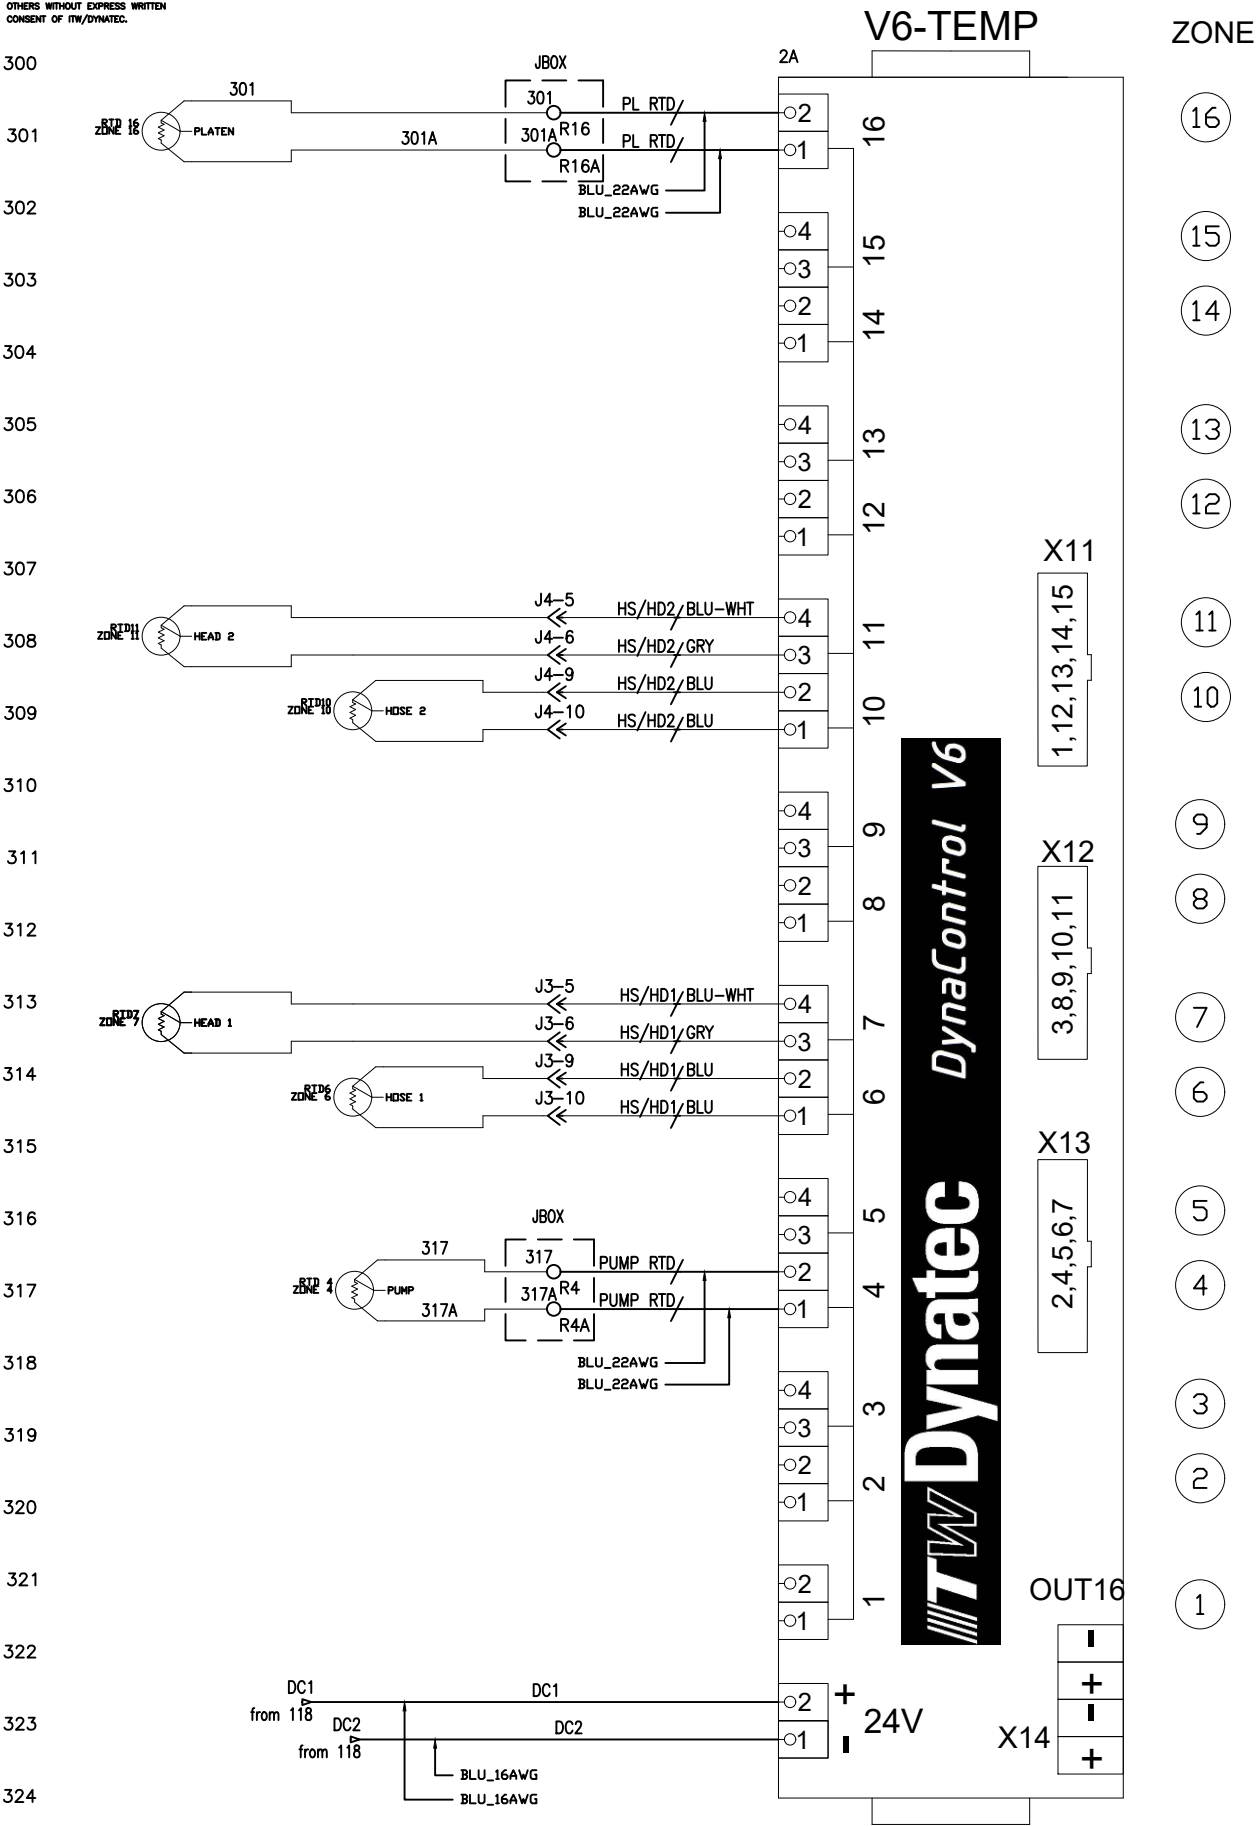 OTHERS WITHOUT EXPRESS WRITTEN
CONSENT OF ITW/DYNATEC.
V6-TEMP
ZONE
300
JBOX
2A
301
301
PL RTD
2
16
16
RTD 16
ZONE 16
PLATEN
301
301A
301A
R16
PL RTD
1
R16A
BLU_22AWG
302
BLU_22AWG
4
15
15
303
3
2
14
14
304
1
305
4
13
13
3
306
2
12
12
1
X11
307
1,12,13,14,15
J4-5
HS/HD2
BLU-WHT
4
11
11
RTD11
ZONE 11
HEAD 2
308
J4-6
HS/HD2
GRY
3
J4-9
HS/HD2
BLU
2
10
10
RTD10
ZONE 10
HOSE 2
309
J4-10
HS/HD2
BLU
1
DynaControl V6
310
4
9
9
311
3
X12
3,8,9,10,11
2
8
8
312
1
J3-5
HS/HD1
BLU-WHT
4
7
7
313
RTD7
ZONE 7
HEAD 1
J3-6
HS/HD1
GRY
3
314
J3-9
HS/HD1
BLU
2
6
6
RTD6
ZONE 6
HOSE 1
J3-10
HS/HD1
BLU
1
315
X13
2,4,5,6,7
4
5
5
316
JBOX
3
317
317
PUMP RTD
2
4
4
RTD 4
ZONE 4
PUMP
317
317A
317A
R4
PUMP RTD
1
R4A
318
BLU_22AWG
BLU_22AWG
4
3
3
319
3
2
2
2
320
1
ITW Dynatec
321
2
1
1
OUT16
1
322
-
+
DC1
from 118
DC1
2
+
24V
323
DC2
from 118
DC2
1
-
X14
-
+
BLU_16AWG
324
BLU_16AWG